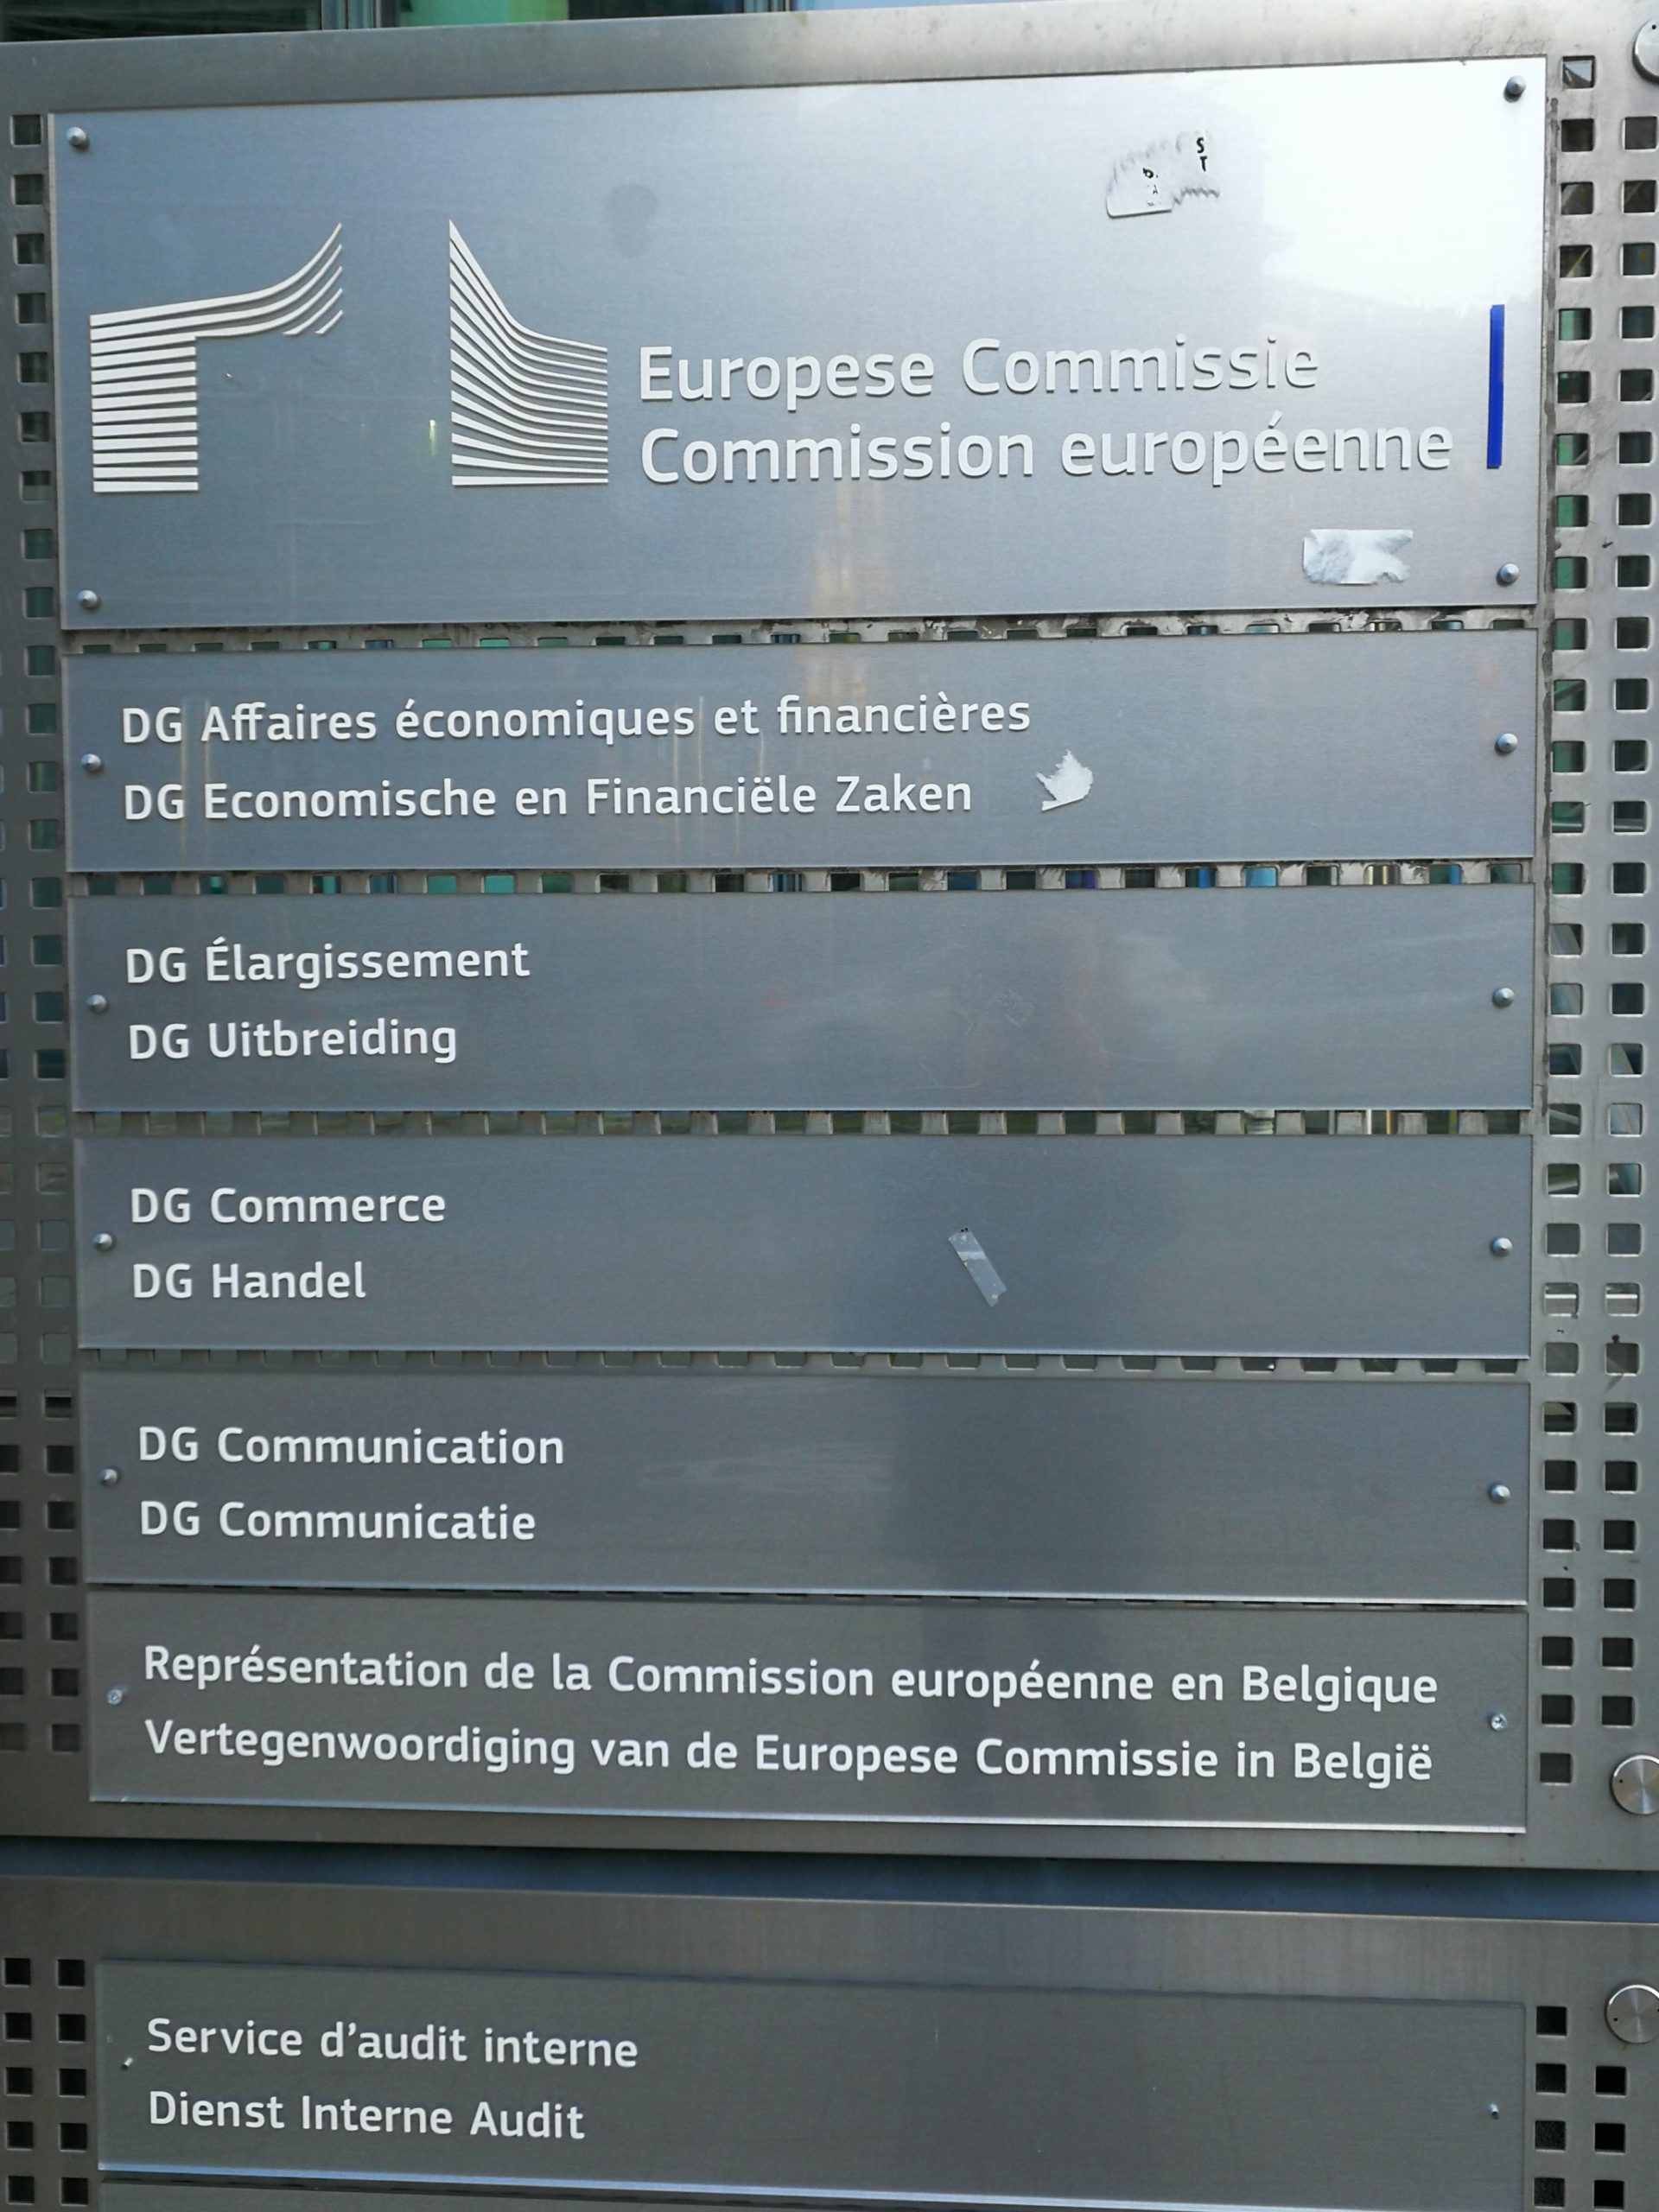 Europese Commissie
Commission européenne
DG Affaires économiques et financières
DG Economische en Financiële Zaken
DG Élargissement
DG Uitbreiding
DG Commerce
DG Handel
DG Communication
DG Communicatie
Représentation de la Commission européenne en Belgique
Vertegenwoordiging van de Europese Commissie in België
Service d'audit interne
Dienst Interne Audit